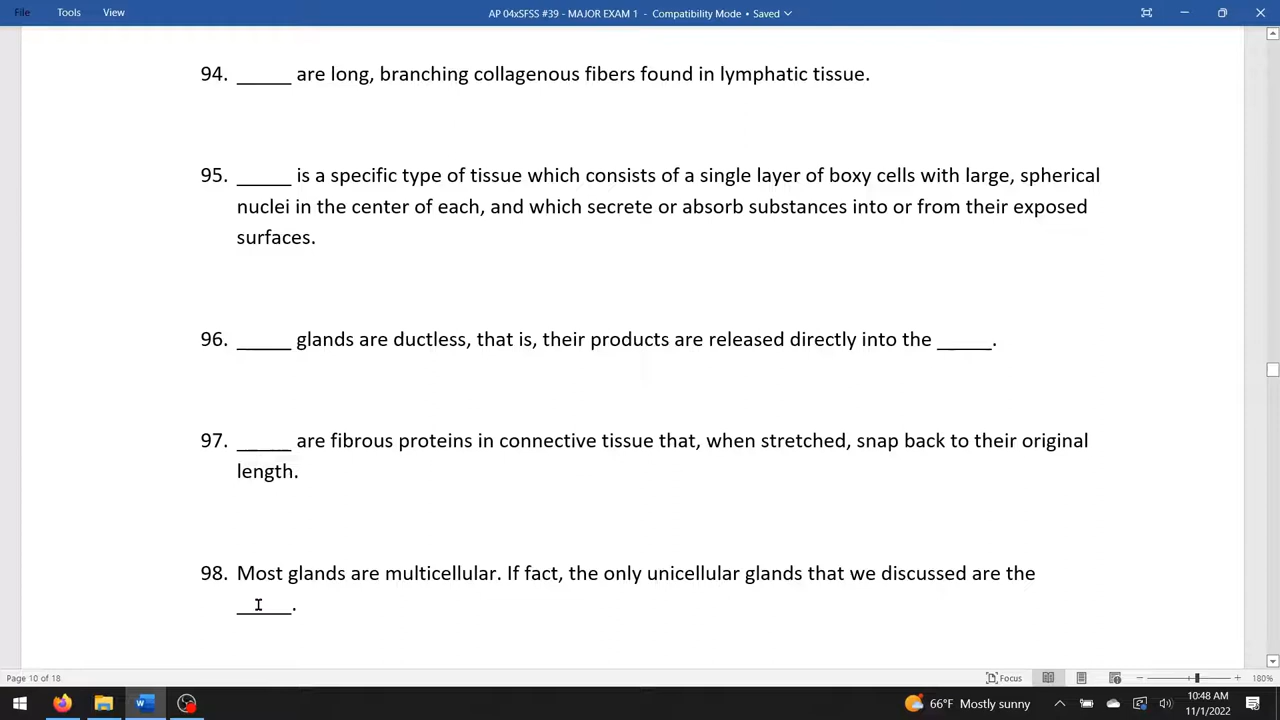 File Tools View AP 04xSFSS #39 - MAJOR EXAM 1 - Compatibility Mode • Saved
94. _____ are long, branching collagenous fibers found in lymphatic tissue.
95. _____ is a specific type of tissue which consists of a single layer of boxy cells with large, spherical
nuclei in the center of each, and which secrete or absorb substances into or from their exposed
surfaces.
96. _____ glands are ductless, that is, their products are released directly into the _____.
97. _____ are fibrous proteins in connective tissue that, when stretched, snap back to their original
length.
98. Most glands are multicellular. If fact, the only unicellular glands that we discussed are the
_____.
Page 10 of 18 Focus 180%
66°F Mostly sunny 10:48 AM
11/1/2022